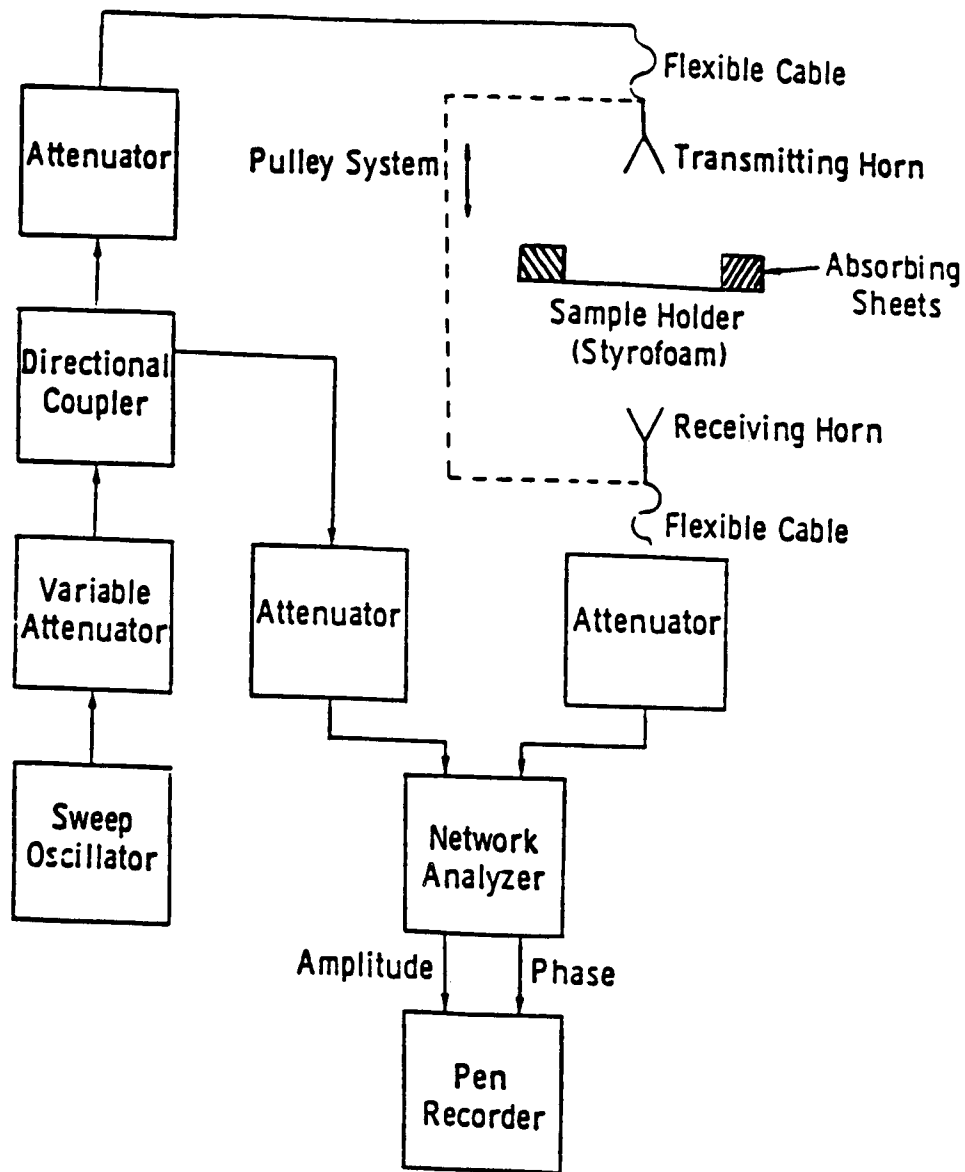 Flexible Cable
Attenuator
Pulley System
Transmitting Horn
Absorbing
Sheets
Sample Holder
(Styrofoam)
Directional
Coupler
Receiving Horn
Flexible Cable
Variable
Attenuator
Attenuator
Attenuator
Sweep
Oscillator
Network
Analyzer
Amplitude
Phase
Pen
Recorder